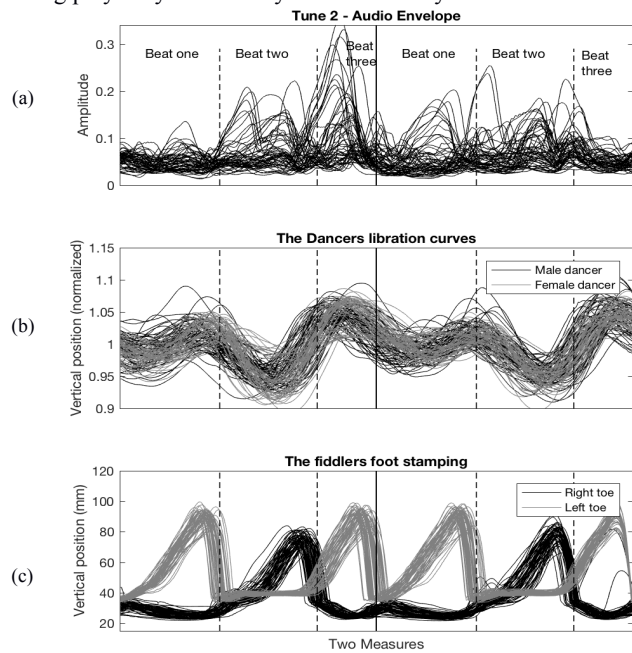 Tune 2 - Audio Envelope
(a)
Amplitude
0.3
0.2
0.1
0
Beat one
Beat two
Beat
three
Beat one
Beat two
Beat
three
The Dancers libration curves
(b)
Vertical position (normalized)
1.15
1.1
1.05
1
0.95
0.9
Male dancer
Female dancer
The fiddlers foot stamping
(c)
Vertical position (mm)
120
100
80
60
40
20
Right toe
Left toe
Two Measures